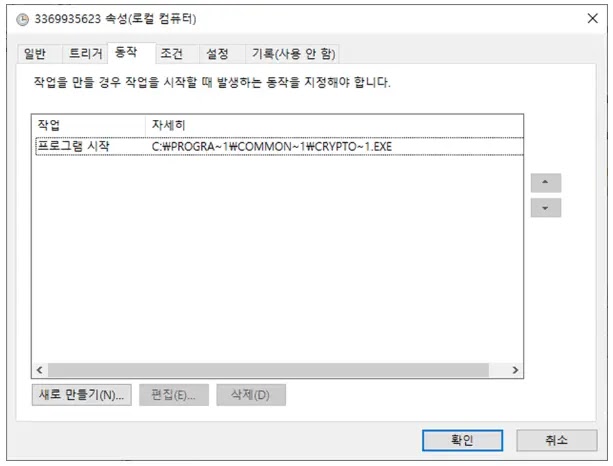 3369935623 속성(로컬 컴퓨터)
일반 트리거 동작 조건 설정 기록(사용 안 함)
작업을 만들 경우 작업을 시작할 때 발생하는 동작을 지정해야 합니다.
작업 자세히
프로그램 시작 C:₩PROGRA~1₩COMMON~1₩CRYPTO~1.EXE
새로 만들기(N)... 편집(E)... 삭제(D)
확인 취소